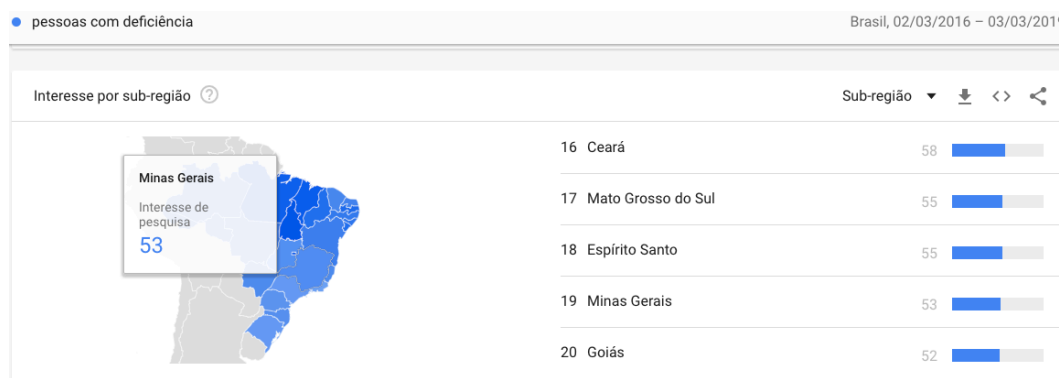 pessoas com deficiência
Brasil, 02/03/2016 – 03/03/2019
Interesse por sub-região ?
Sub-região
Minas Gerais
Interesse de
pesquisa
53
16 Ceará 58
17 Mato Grosso do Sul 55
18 Espírito Santo 55
19 Minas Gerais 53
20 Goiás 52